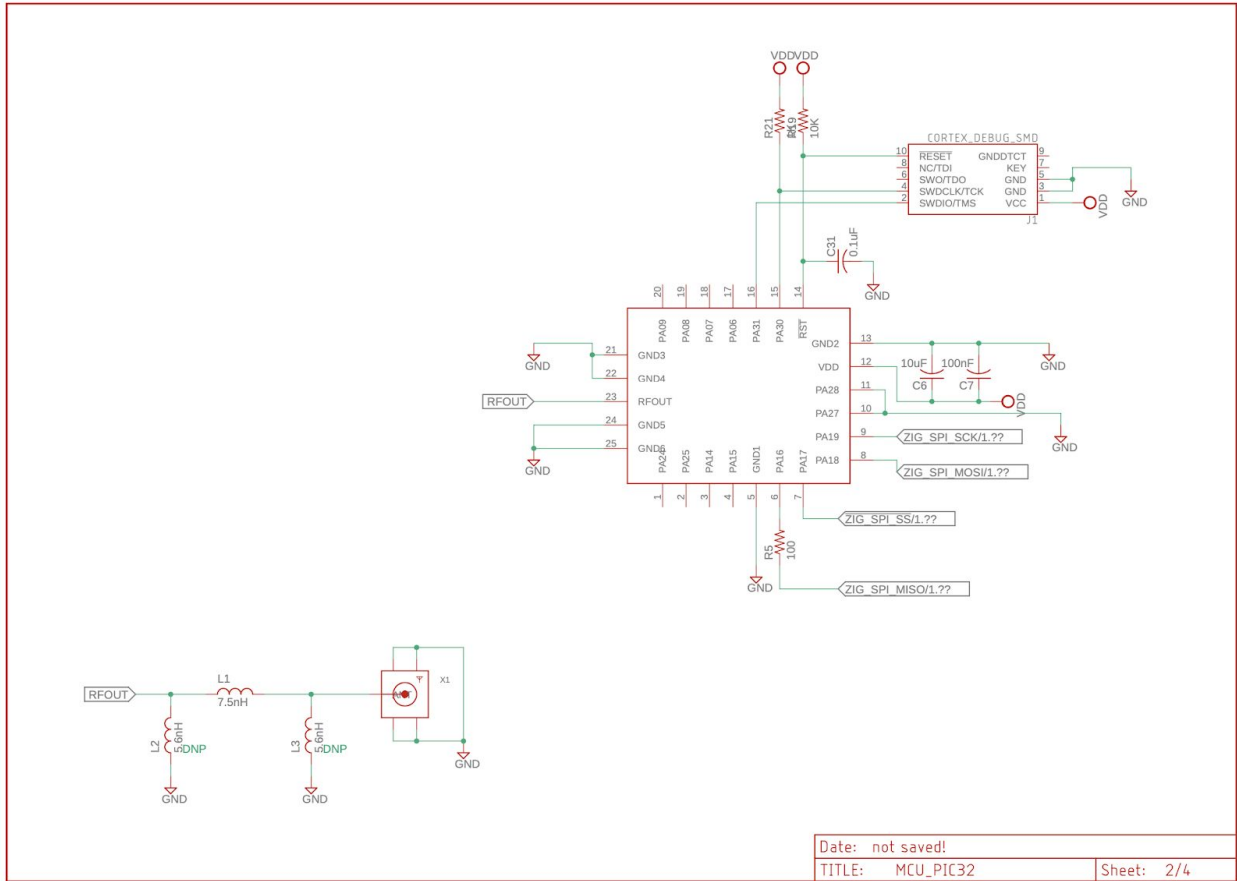 VDD
VDD
R21
R19
10K
CORTEX_DEBUG_SMD
10 RESET GNDDTCT 9
8 NC/TDI KEY 7
6 SWO/TDO GND 5
4 SWDCLK/TCK GND 3
2 SWDIO/TMS VCC 1
J1
VDD
GND
C31
0.1uF
GND
20 19 18 17 16 15 14
PA09 PA08 PA07 PA06 PA31 PA30 RST
GND2 13
VDD 12
PA28 11
PA27 10
PA19 9
PA18 8
10uF
C6
100nF
C7
GND
VDD
GND
GND
21 GND3
22 GND4
RFOUT
23 RFOUT
24 GND5
25 GND6
GND
PA24 PA25 PA14 PA15 GND1 PA16 PA17
1 2 3 4 5 6 7
ZIG_SPI_SCK/1.??
ZIG_SPI_MOSI/1.??
ZIG_SPI_SS/1.??
R5
100
GND
ZIG_SPI_MISO/1.??
RFOUT
L1
7.5nH
L2
5.6nH
DNP
GND
L3
5.6nH
DNP
GND
X1
GND
Date: not saved!
TITLE: MCU_PIC32
Sheet: 2/4